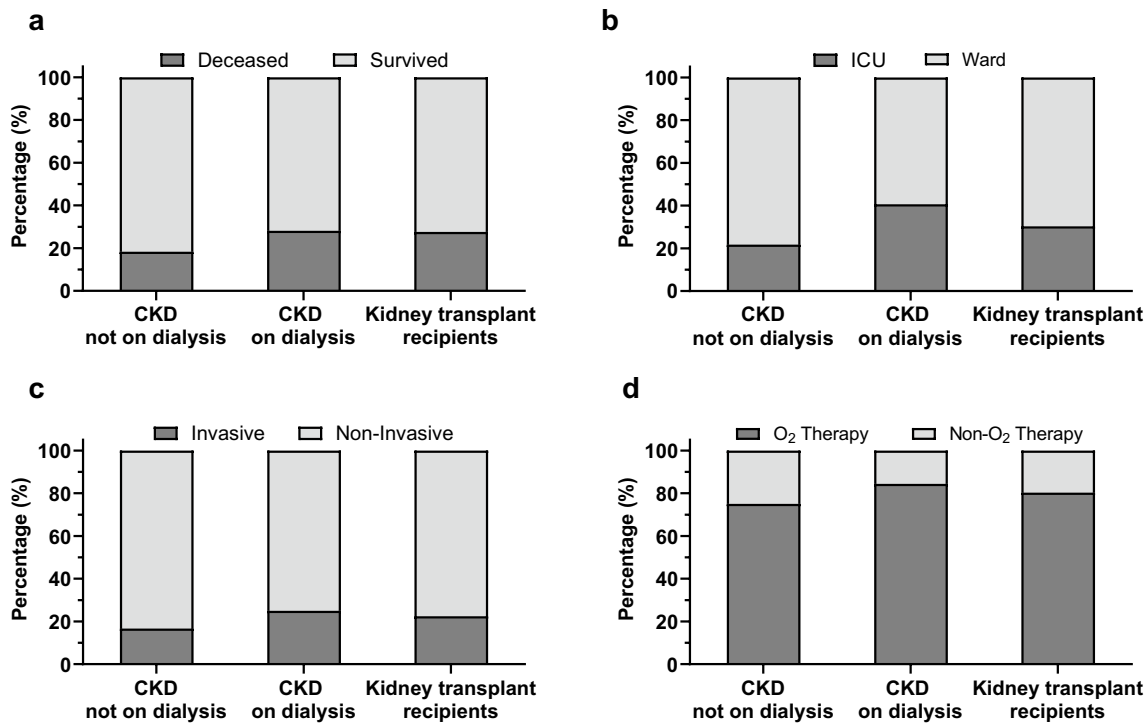 a
Deceased Survived
Percentage (%)
100
80
60
40
20
0
CKD
not on dialysis
CKD
on dialysis
Kidney transplant
recipients
b
ICU Ward
Percentage (%)
100
80
60
40
20
0
CKD
not on dialysis
CKD
on dialysis
Kidney transplant
recipients
c
Invasive Non-Invasive
Percentage (%)
100
80
60
40
20
0
CKD
not on dialysis
CKD
on dialysis
Kidney transplant
recipients
d
O₂ Therapy Non-O₂ Therapy
Percentage (%)
100
80
60
40
20
0
CKD
not on dialysis
CKD
on dialysis
Kidney transplant
recipients